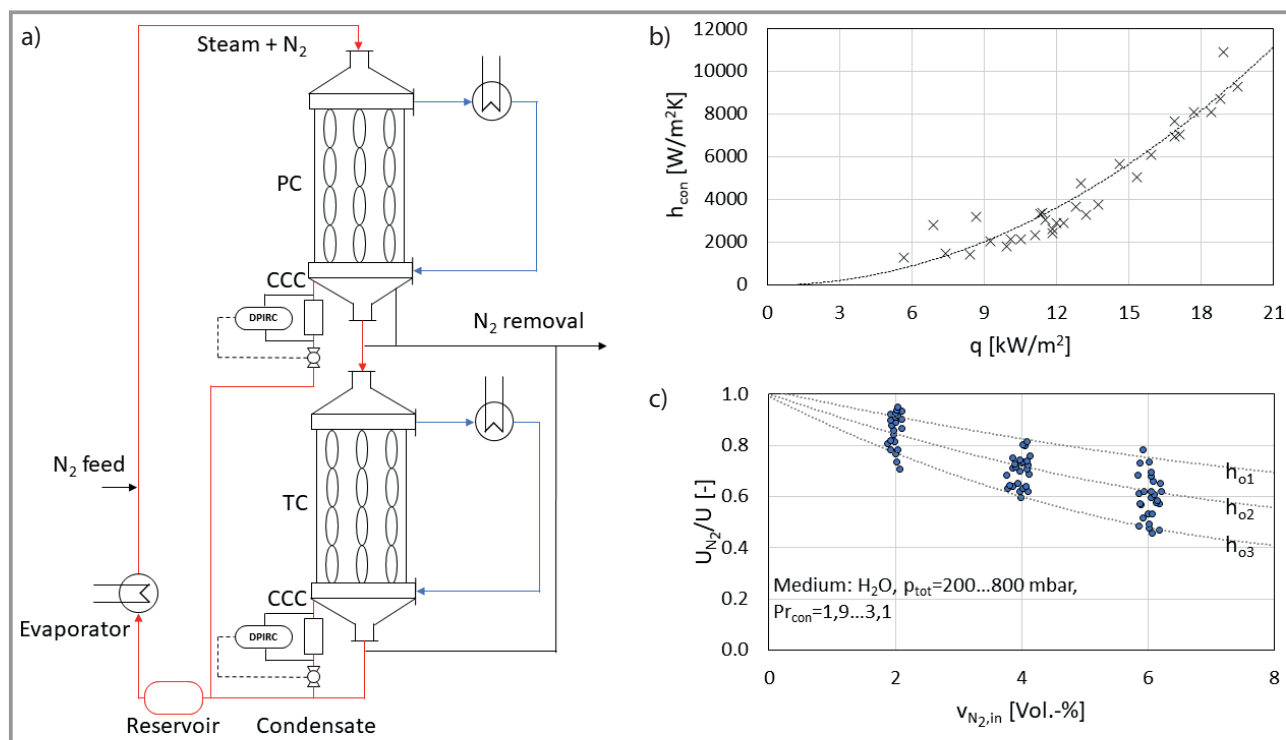 a)
Steam + N2
PC
CCC
DPIRC
N2 removal
N2 feed
TC
CCC
DPIRC
Evaporator
Reservoir
Condensate
b)
12000
10000
8000
6000
4000
2000
0
hcon [W/m²K]
0 3 6 9 12 15 18 21
q [kW/m²]
c)
1.0
0.8
0.6
0.4
0.2
0.0
UN2/U [-]
ho1
ho2
ho3
Medium: H2O, ptot=200...800 mbar,
Prcon=1,9...3,1
0 2 4 6 8
vN2,in [Vol.-%]